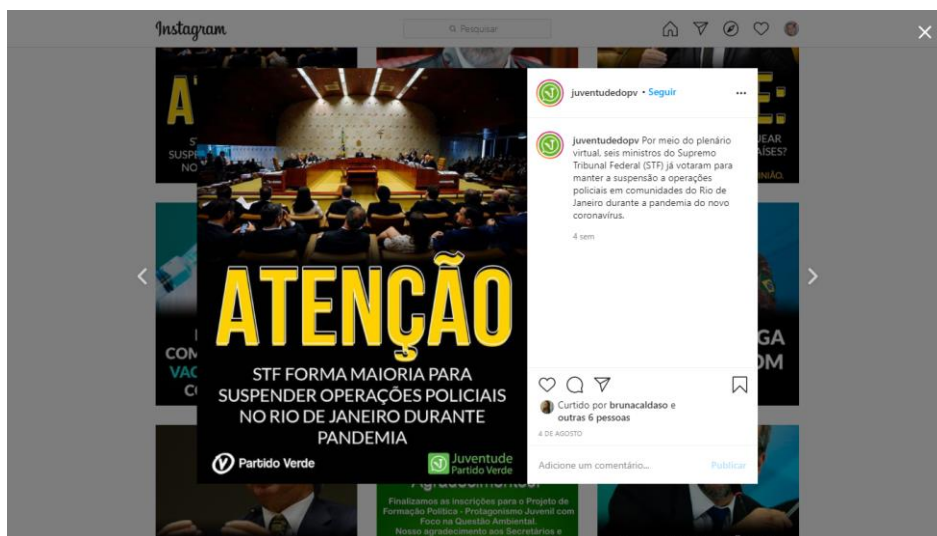 Instagram
Pesquisar
juventudedopv • Seguir
juventudedopv Por meio do plenário
virtual, seis ministros do Supremo
Tribunal Federal (STF) já votaram para
manter a suspensão a operações
policiais em comunidades do Rio de
Janeiro durante a pandemia do novo
coronavírus.
4 sem
ATENÇÃO
STF FORMA MAIORIA PARA
SUSPENDER OPERAÇÕES POLICIAIS
NO RIO DE JANEIRO DURANTE
PANDEMIA
Partido Verde
Juventude
Partido Verde
Curtido por brunacaldaso e
outras 6 pessoas
4 DE AGOSTO
Adicione um comentário...
Publicar
Finalizamos as inscrições para o Projeto de
Formação Política - Protagonismo Juvenil com
Foco na Questão Ambiental.
Nosso agradecimento aos Secretários e